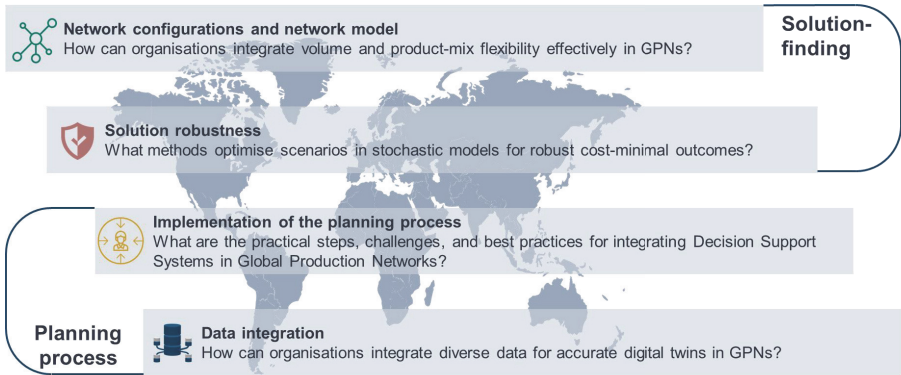 Network configurations and network model
How can organisations integrate volume and product-mix flexibility effectively in GPNs?
Solution-
finding
Solution robustness
What methods optimise scenarios in stochastic models for robust cost-minimal outcomes?
Implementation of the planning process
What are the practical steps, challenges, and best practices for integrating Decision Support
Systems in Global Production Networks?
Planning
process
Data integration
How can organisations integrate diverse data for accurate digital twins in GPNs?